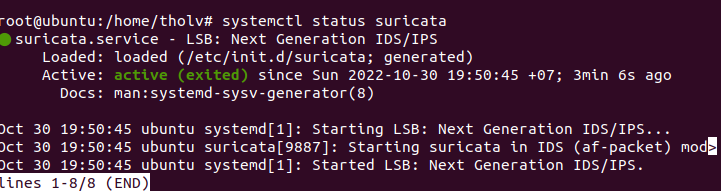 root@ubuntu:/home/tholv# systemctl status suricata
● suricata.service - LSB: Next Generation IDS/IPS
Loaded: loaded (/etc/init.d/suricata; generated)
Active: active (exited) since Sun 2022-10-30 19:50:45 +07; 3min 6s ago
Docs: man:systemd-sysv-generator(8)
Oct 30 19:50:45 ubuntu systemd[1]: Starting LSB: Next Generation IDS/IPS...
Oct 30 19:50:45 ubuntu suricata[9887]: Starting suricata in IDS (af-packet) mod>
Oct 30 19:50:45 ubuntu systemd[1]: Started LSB: Next Generation IDS/IPS.
lines 1-8/8 (END)